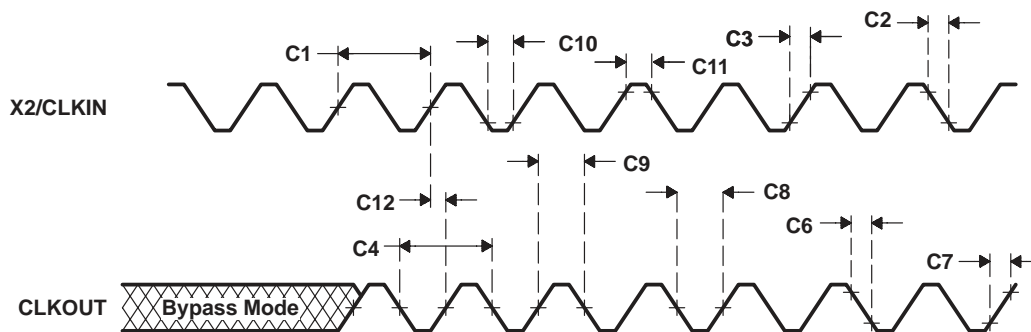 C1
C10
C11
C3
C2
X2/CLKIN
C9
C8
C12
C4
C6
C7
CLKOUT
Bypass Mode